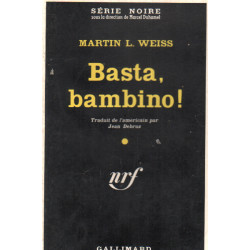 SÉRIE NOIRE
sous la direction de Marcel Duhamel
MARTIN L. WEISS
Basta,
bambino!
Traduit de l'américain par
Jean Debruz
nrf
GALLIMARD